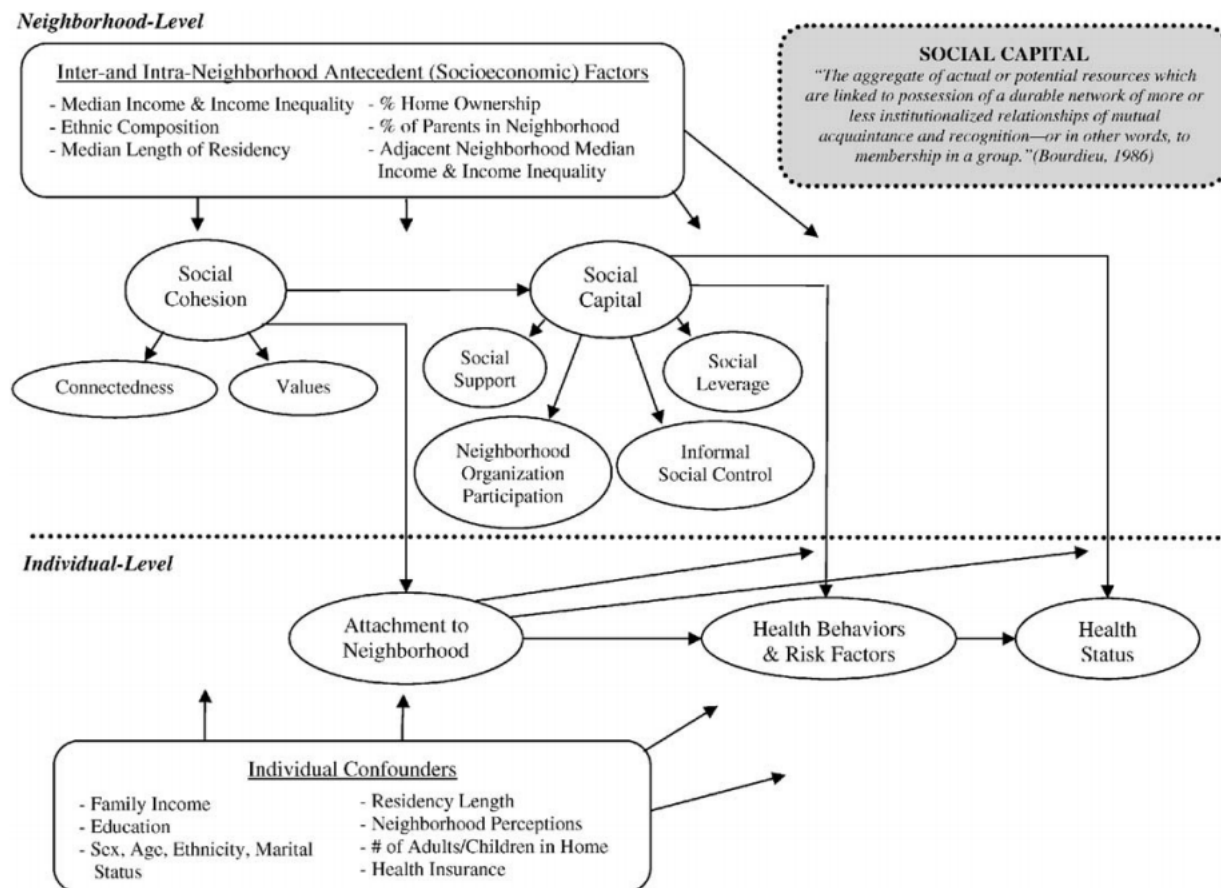 Neighborhood-Level
Inter-and Intra-Neighborhood Antecedent (Socioeconomic) Factors
- Median Income & Income Inequality
- Ethnic Composition
- Median Length of Residency
- % Home Ownership
- % of Parents in Neighborhood
- Adjacent Neighborhood Median
Income & Income Inequality
SOCIAL CAPITAL
“The aggregate of actual or potential resources which
are linked to possession of a durable network of more or
less institutionalized relationships of mutual
acquaintance and recognition—or in other words, to
membership in a group.”(Bourdieu, 1986)
Social
Cohesion
Social
Capital
Connectedness
Values
Social
Support
Social
Leverage
Neighborhood
Organization
Participation
Informal
Social Control
Individual-Level
Attachment to
Neighborhood
Health Behaviors
& Risk Factors
Health
Status
Individual Confounders
- Family Income
- Education
- Sex, Age, Ethnicity, Marital
Status
- Residency Length
- Neighborhood Perceptions
- # of Adults/Children in Home
- Health Insurance